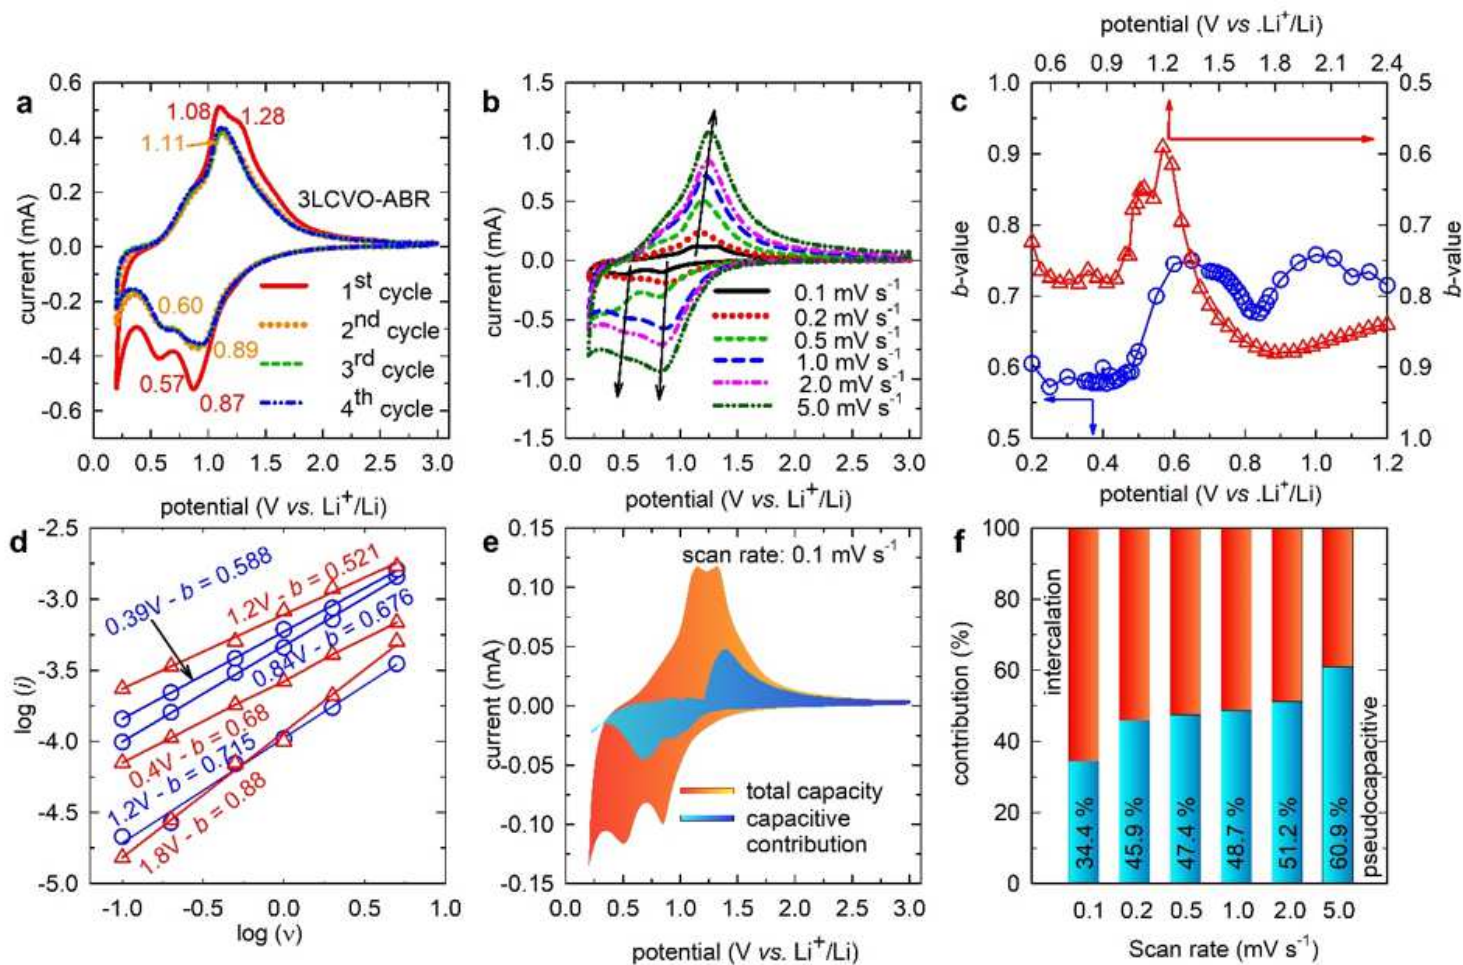 a
0.6
0.4
0.2
0.0
-0.2
-0.4
-0.6
current (mA)
1.08
1.28
1.11
3LCVO-ABR
0.60
0.89
0.57
0.87
1st cycle
2nd cycle
3rd cycle
4th cycle
0.0 0.5 1.0 1.5 2.0 2.5 3.0
potential (V vs. Li+/Li)
b
1.5
1.0
0.5
0.0
-0.5
-1.0
-1.5
current (mA)
0.1 mV s-1
0.2 mV s-1
0.5 mV s-1
1.0 mV s-1
2.0 mV s-1
5.0 mV s-1
0.0 0.5 1.0 1.5 2.0 2.5 3.0
potential (V vs. Li+/Li)
potential (V vs .Li+/Li)
0.6 0.9 1.2 1.5 1.8 2.1 2.4
c
1.0
0.9
0.8
0.7
0.6
0.5
b-value
0.5
0.6
0.7
0.8
0.9
1.0
b-value
0.2 0.4 0.6 0.8 1.0 1.2
potential (V vs .Li+/Li)
d
-2.5
-3.0
-3.5
-4.0
-4.5
-5.0
log (i)
0.39V - b = 0.588
1.2V - b = 0.521
0.84V - b = 0.676
0.4V - b = 0.68
1.2V - b = 0.715
1.8V - b = 0.88
-1.0 -0.5 0.0 0.5 1.0
log (ν)
e
0.15
0.10
0.05
0.00
-0.05
-0.10
-0.15
current (mA)
scan rate: 0.1 mV s-1
total capacity
capacitive
contribution
0.0 0.5 1.0 1.5 2.0 2.5 3.0
potential (V vs. Li+/Li)
f
100
80
60
40
20
0
contribution (%)
intercalation
pseudocapacitive
34.4 %
45.9 %
47.4 %
48.7 %
51.2 %
60.9 %
0.1 0.2 0.5 1.0 2.0 5.0
Scan rate (mV s-1)